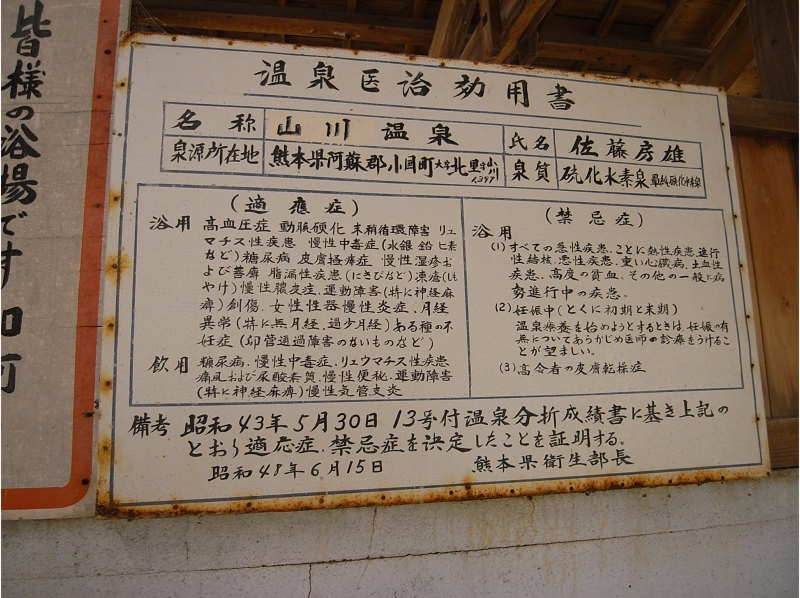 皆様の浴場です
温泉医治効用書
名称 山川 温泉 氏名 佐藤房雄
泉源所在地 熊本県阿蘇郡小国町大字北里字山川1397 泉質 硫化水素泉 単純硫化水素泉
(適應症)
浴用 高血圧症 動脈硬化 末梢循環障害 リュ
マチス性疾患 慢性中毒症(水銀 鉛 ヒ素
など)糖尿病 皮膚掻痒症 慢性湿疹お
よび苔癬 脂漏性疾患(にきびなど)凍瘡(しも
やけ)慢性膿皮症、運動障害(特に神経麻
痺)創傷、女性性器慢性炎症、月経
異常(特に無月経、過少月経)ある種の不
妊症(卵管通過障害のないものなど)
飲用 糖尿病、慢性中毒症、リュウマチス性疾患
痛風および尿酸素質、慢性便秘、運動障害
(特に神経麻痺)慢性気管支炎
(禁忌症)
浴用
(1)すべての急性疾患、ことに熱性疾患、進行
性結核、悪性疾患、重い心臓病、出血性
疾患、高度の貧血、その他の一般に病
勢進行中の疾患。
(2)妊娠中(とくに初期と末期)
温泉療養を始めようとするときは、妊娠の有
無についてあらかじめ医師の診療をうけるこ
とが望ましい。
(3)高令者の皮膚乾燥症
備考 昭和43年5月30日 13号付温泉分析成績書に基き上記の
とおり適応症、禁忌症を決定したことを証明する。
昭和48年6月15日 熊本県衛生部長